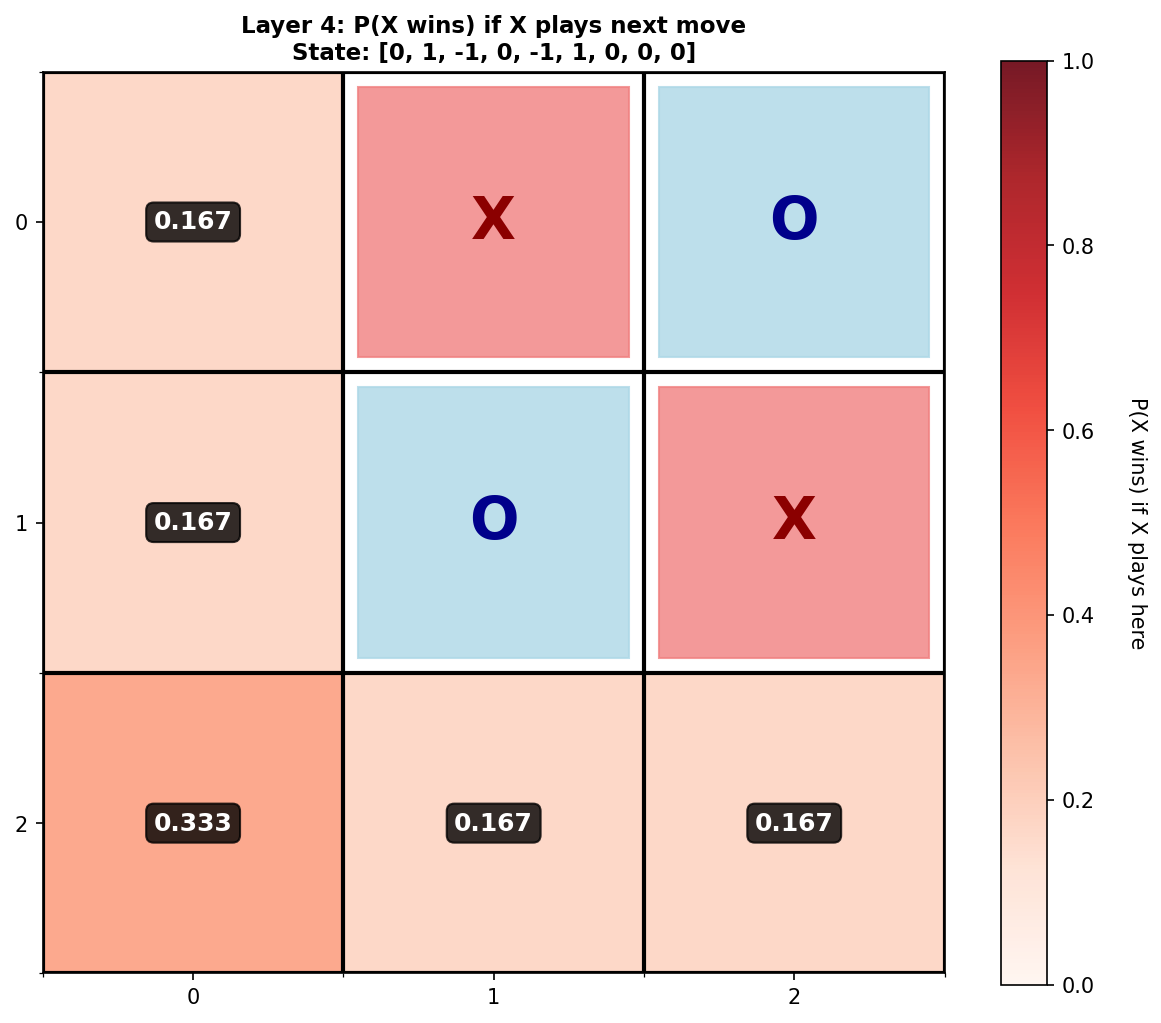 Layer 4: P(X wins) if X plays next move
State: [0, 1, -1, 0, -1, 1, 0, 0, 0]
0
0.167
X
O
1
0.167
O
X
2
0.333
0.167
0.167
0
1
2
1.0
0.8
0.6
0.4
0.2
0.0
P(X wins) if X plays here